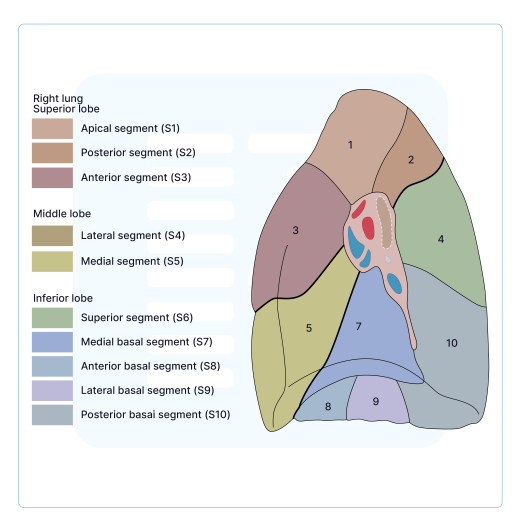 Right lung
Superior lobe
Apical segment (S1)
Posterior segment (S2)
Anterior segment (S3)
Middle lobe
Lateral segment (S4)
Medial segment (S5)
Inferior lobe
Superior segment (S6)
Medial basal segment (S7)
Anterior basal segment (S8)
Lateral basal segment (S9)
Posterior basai segment (S10)
1
2
3
4
5
7
10
8
9